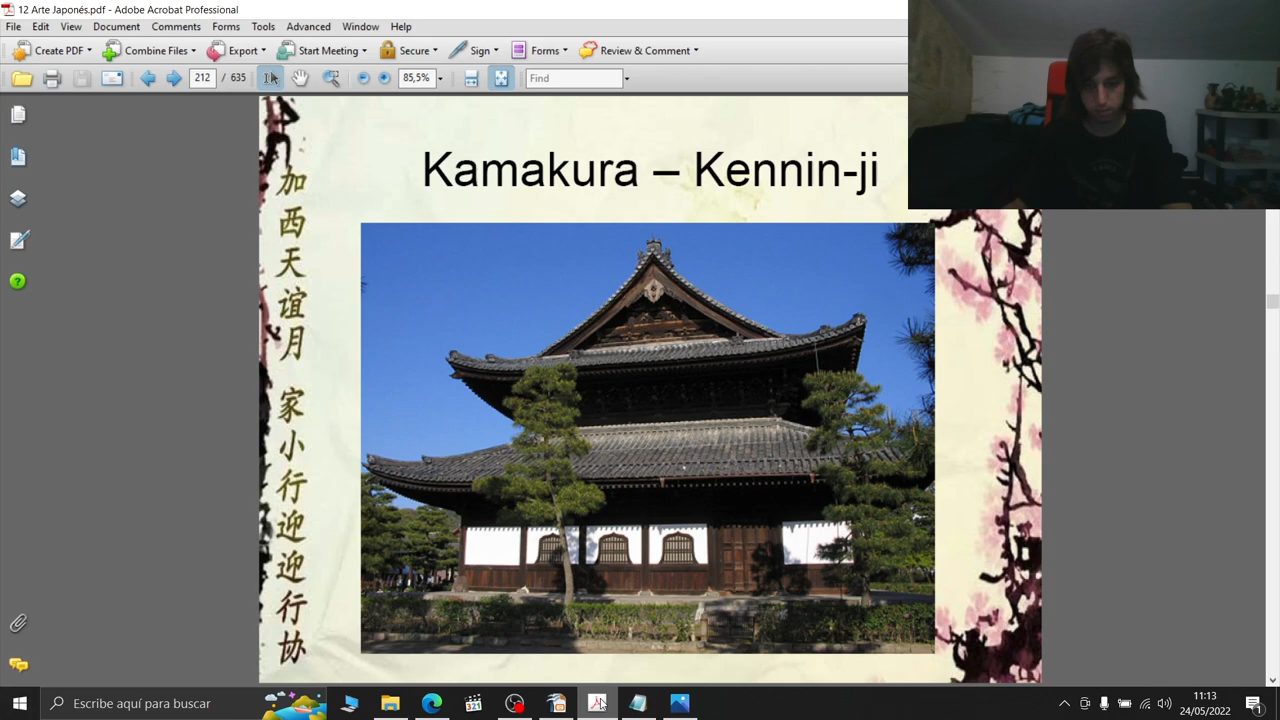 12 Arte Japonés.pdf - Adobe Acrobat Professional
File Edit View Document Comments Forms Tools Advanced Window Help
Create PDF Combine Files Export Start Meeting Secure Sign Forms Review & Comment
212 / 635 85,5% Find
Kamakura – Kennin-ji
加
西
天
谊
月
家
小
行
迎
迎
行
协
Escribe aquí para buscar
321
11:13
24/05/2022
1